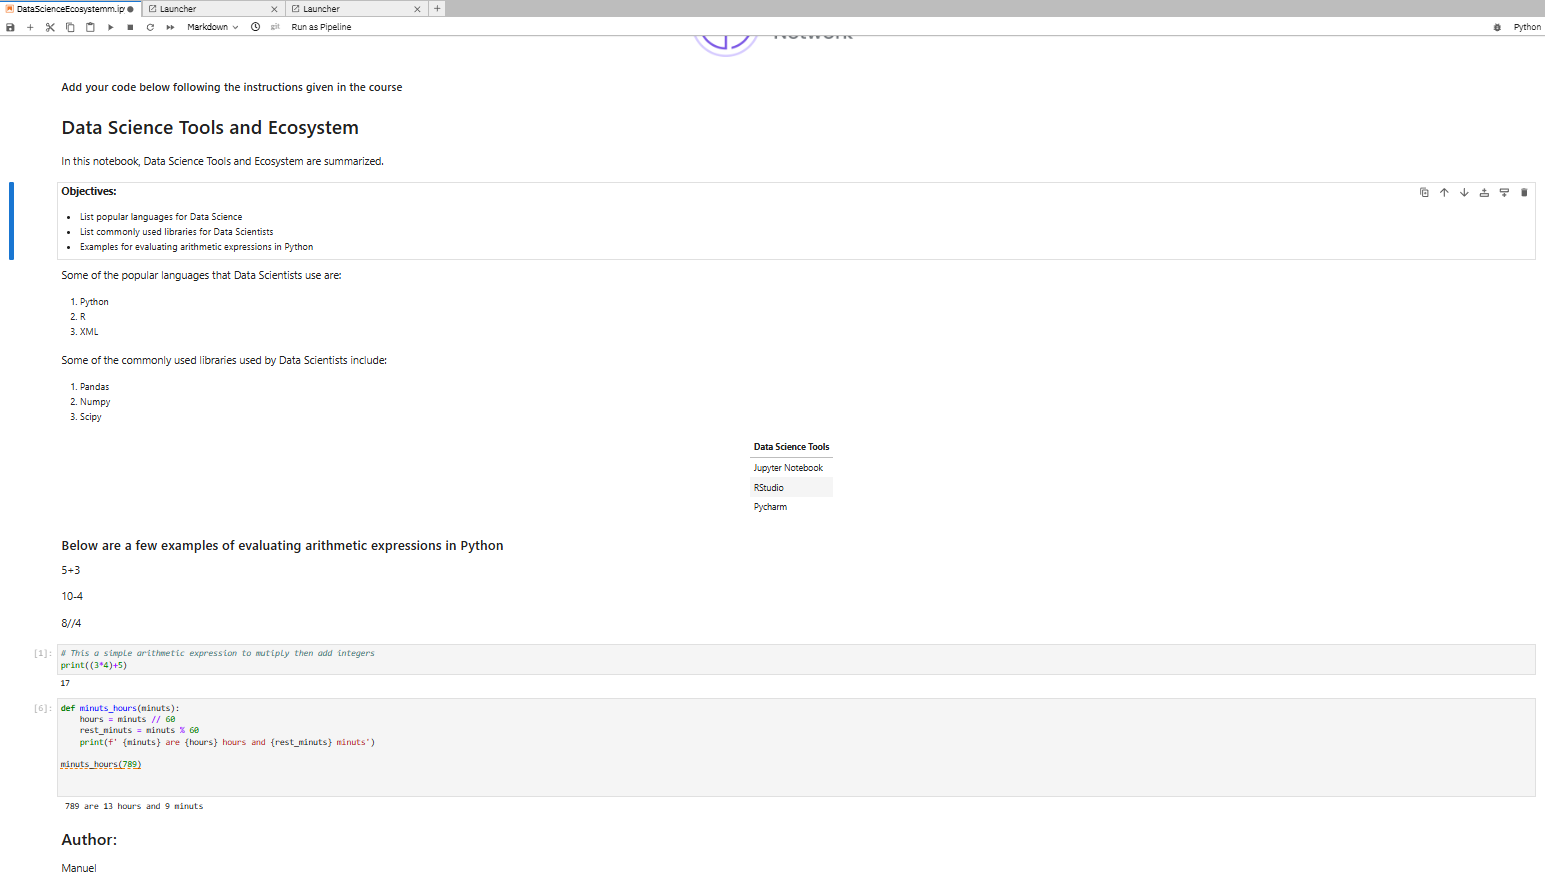 DataScienceEcosystemm.ip
Launcher
Launcher
Markdown
git
Run as Pipeline
Python
Add your code below following the instructions given in the course
Data Science Tools and Ecosystem
In this notebook, Data Science Tools and Ecosystem are summarized.
Objectives:
• List popular languages for Data Science
• List commonly used libraries for Data Scientists
• Examples for evaluating arithmetic expressions in Python
Some of the popular languages that Data Scientists use are:
1. Python
2. R
3. XML
Some of the commonly used libraries used by Data Scientists include:
1. Pandas
2. Numpy
3. Scipy
Data Science Tools
Jupyter Notebook
RStudio
Pycharm
Below are a few examples of evaluating arithmetic expressions in Python
5+3
10-4
8//4
[1]: # This a simple arithmetic expression to mutiply then add integers
print((3*4)+5)
17
[6]: def minuts_hours(minuts):
hours = minuts // 60
rest_minuts = minuts % 60
print(f' {minuts} are {hours} hours and {rest_minuts} minuts')
minuts_hours(789)
789 are 13 hours and 9 minuts
Author:
Manuel